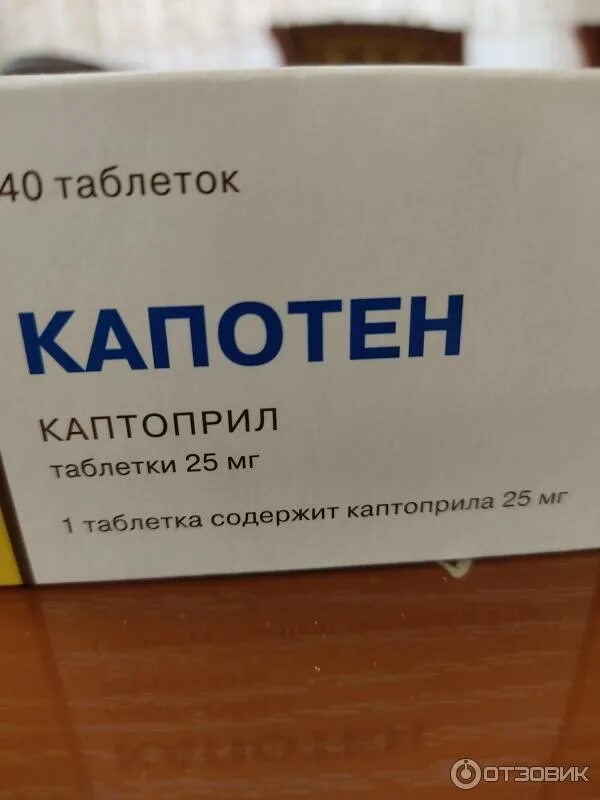 40 таблеток
КАПОТЕН
КАПТОПРИЛ
таблетки 25 мг
1 таблетка содержит каптоприла 25 мг
ОТЗОВИК